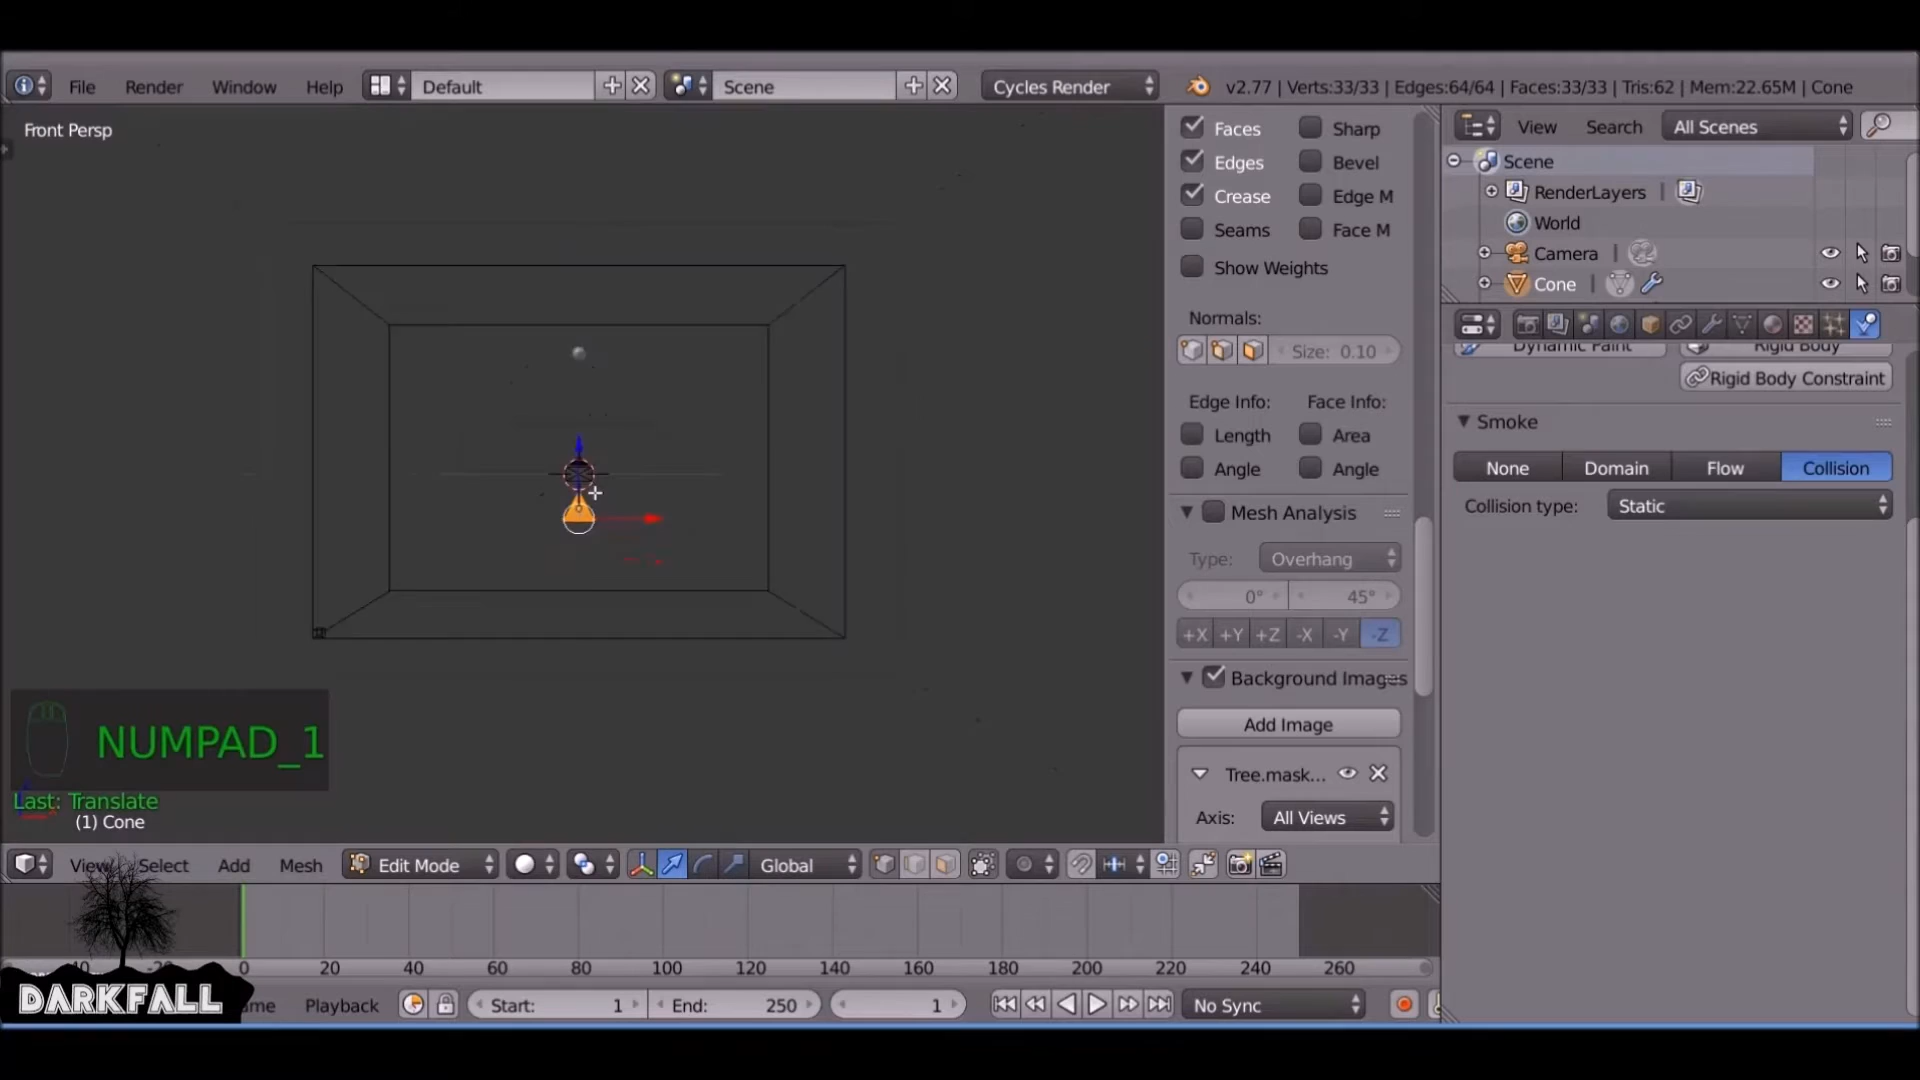 File Render Window Help Default Scene Cycles Render v2.77 | Verts:33/33 | Edges:64/64 | Faces:33/33 | Tris:62 | Mem:22.65M | Cone
Front Persp
Faces Sharp
Edges Bevel
Crease Edge M
Seams Face M
Show Weights
Normals:
Size: 0.10
Edge Info: Face Info:
Length Area
Angle Angle
Mesh Analysis
Type: Overhang
0° 45°
+X +Y +Z -X -Y -Z
Background Images
Add Image
Tree.mask...
Axis: All Views
View Search All Scenes
Scene
RenderLayers |
World
Camera |
Cone |
Dynamic Paint Rigid Body
Rigid Body Constraint
Smoke
None Domain Flow Collision
Collision type: Static
NUMPAD_1
Last: Translate
(1) Cone
View Select Add Mesh Edit Mode Global
0 20 40 60 80 100 120 140 160 180 200 220 240 260
DARKFALL
Playback Start: 1 End: 250 1 No Sync